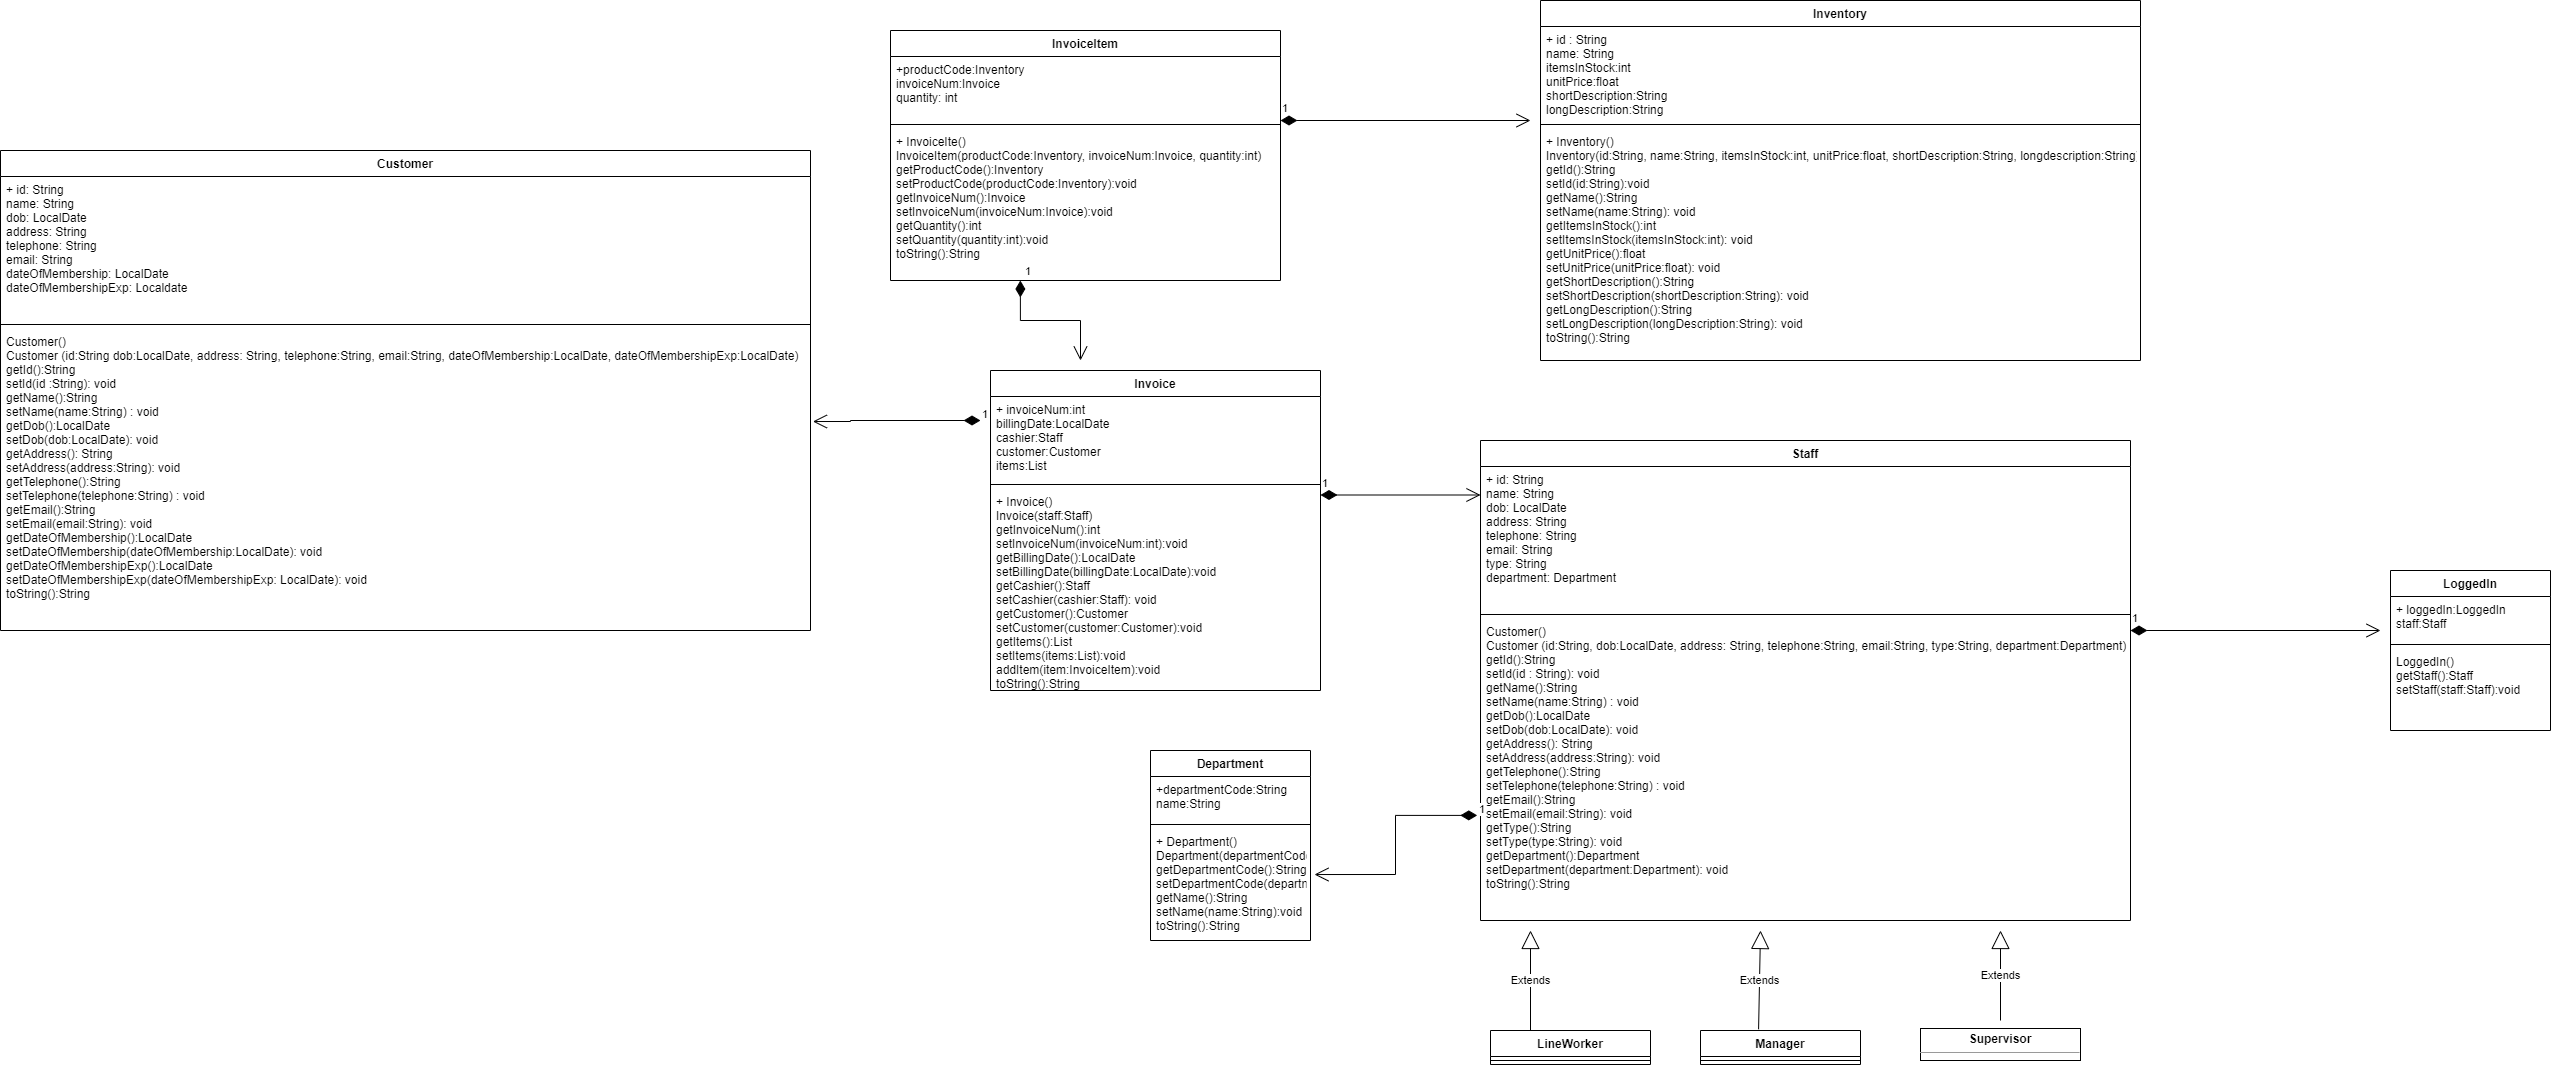 Inventory
+ id : String
name: String
itemsInStock:int
unitPrice:float
shortDescription:String
longDescription:String
+ Inventory()
Inventory(id:String, name:String, itemsInStock:int, unitPrice:float, shortDescription:String, longdescription:String
getId():String
setId(id:String):void
getName():String
setName(name:String): void
getItemsInStock():int
setItemsInStock(itemsInStock:int): void
getUnitPrice():float
setUnitPrice(unitPrice:float): void
getShortDescription():String
setShortDescription(shortDescription:String): void
getLongDescription():String
setLongDescription(longDescription:String): void
toString():String
InvoiceItem
+productCode:Inventory
invoiceNum:Invoice
quantity: int
+ InvoiceIte()
InvoiceItem(productCode:Inventory, invoiceNum:Invoice, quantity:int)
getProductCode():Inventory
setProductCode(productCode:Inventory):void
getInvoiceNum():Invoice
setInvoiceNum(invoiceNum:Invoice):void
getQuantity():int
setQuantity(quantity:int):void
toString():String
1
1
Customer
+ id: String
name: String
dob: LocalDate
address: String
telephone: String
email: String
dateOfMembership: LocalDate
dateOfMembershipExp: Localdate
Customer()
Customer (id:String dob:LocalDate, address: String, telephone:String, email:String, dateOfMembership:LocalDate, dateOfMembershipExp:LocalDate)
getId():String
setId(id :String): void
getName():String
setName(name:String) : void
getDob():LocalDate
setDob(dob:LocalDate): void
getAddress(): String
setAddress(address:String): void
getTelephone():String
setTelephone(telephone:String) : void
getEmail():String
setEmail(email:String): void
getDateOfMembership():LocalDate
setDateOfMembership(dateOfMembership:LocalDate): void
getDateOfMembershipExp():LocalDate
setDateOfMembershipExp(dateOfMembershipExp: LocalDate): void
toString():String
1
Invoice
+ invoiceNum:int
billingDate:LocalDate
cashier:Staff
customer:Customer
items:List
+ Invoice()
Invoice(staff:Staff)
getInvoiceNum():int
setInvoiceNum(invoiceNum:int):void
getBillingDate():LocalDate
setBillingDate(billingDate:LocalDate):void
getCashier():Staff
setCashier(cashier:Staff): void
getCustomer():Customer
setCustomer(customer:Customer):void
getItems():List
setItems(items:List):void
addItem(item:InvoiceItem):void
toString():String
1
Staff
+ id: String
name: String
dob: LocalDate
address: String
telephone: String
email: String
type: String
department: Department
Customer()
Customer (id:String, dob:LocalDate, address: String, telephone:String, email:String, type:String, department:Department)
getId():String
setId(id : String): void
getName():String
setName(name:String) : void
getDob():LocalDate
setDob(dob:LocalDate): void
getAddress(): String
setAddress(address:String): void
getTelephone():String
setTelephone(telephone:String) : void
getEmail():String
setEmail(email:String): void
getType():String
setType(type:String): void
getDepartment():Department
setDepartment(department:Department): void
toString():String
1
LoggedIn
+ loggedIn:LoggedIn
staff:Staff
LoggedIn()
getStaff():Staff
setStaff(staff:Staff):void
1
Department
+departmentCode:String
name:String
+ Department()
Department(departmentCod
getDepartmentCode():String
setDepartmentCode(departn
getName():String
setName(name:String):void
toString():String
Extends
Extends
Extends
LineWorker
Manager
Supervisor